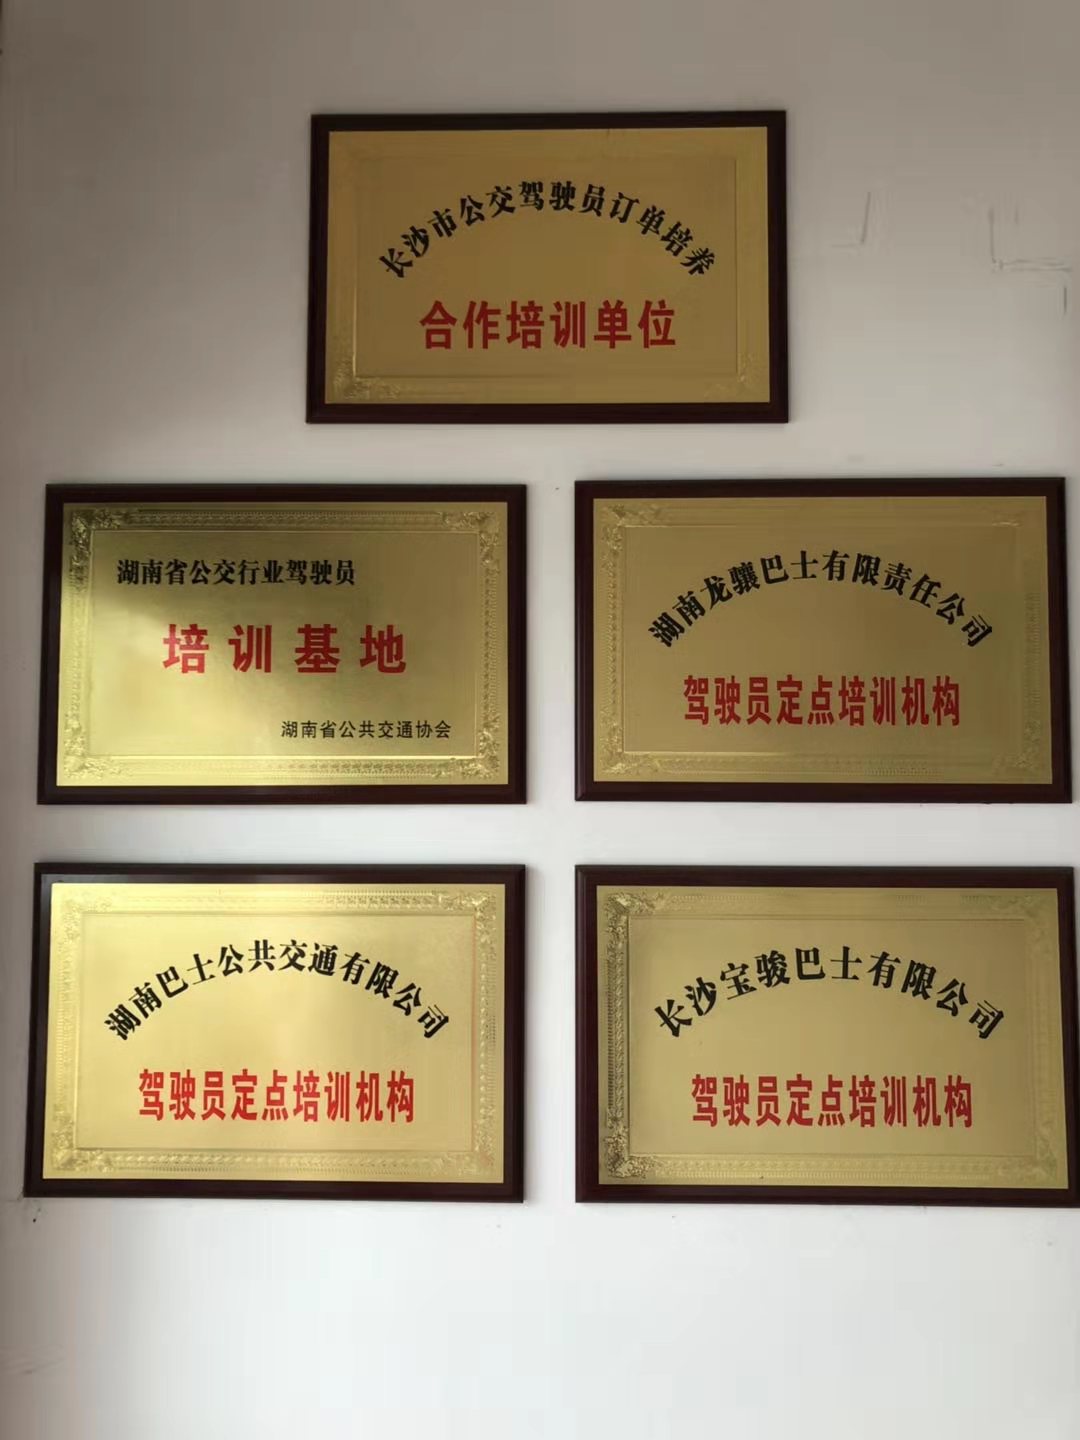 长沙市公交驾驶员订单培养
合作培训单位
湖南省公交行业驾驶员
培训基地
湖南省公共交通协会
湖南龙骧巴士有限责任公司
驾驶员定点培训机构
湖南巴士公共交通有限公司
驾驶员定点培训机构
长沙宝骏巴士有限公司
驾驶员定点培训机构